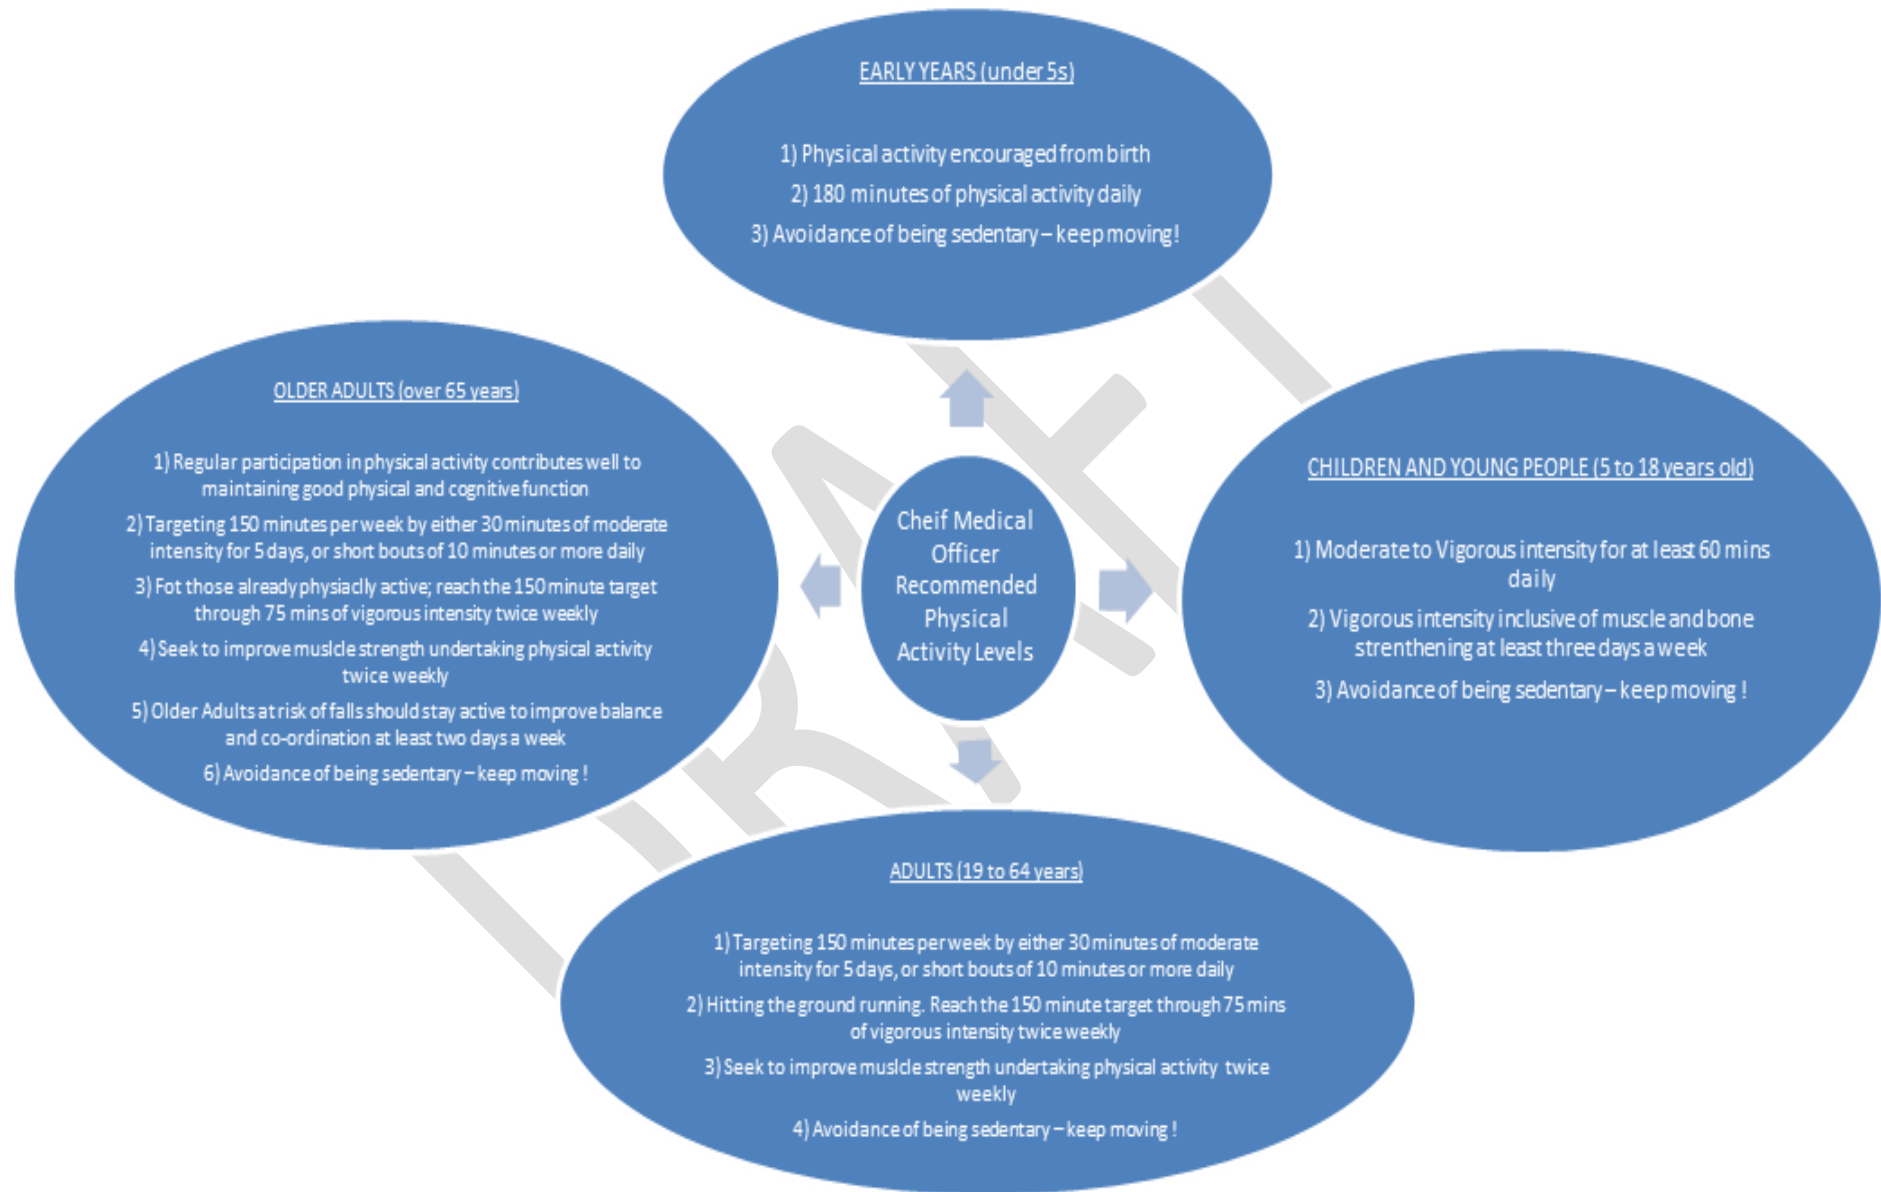 EARLY YEARS (under 5s)
1) Physical activity encouraged from birth
2) 180 minutes of physical activity daily
3) Avoidance of being sedentary – keep moving!
OLDER ADULTS (over 65 years)
1) Regular participation in physical activity contributes well to
maintaining good physical and cognitive function
2) Targeting 150 minutes per week by either 30 minutes of moderate
intensity for 5 days, or short bouts of 10 minutes or more daily
3) Fot those already physiaclly active; reach the 150 minute target
through 75 mins of vigorous intensity twice weekly
4) Seek to improve muslcle strength undertaking physical activity
twice weekly
5) Older Adults at risk of falls should stay active to improve balance
and co-ordination at least two days a week
6) Avoidance of being sedentary – keep moving !
Cheif Medical
Officer
Recommended
Physical
Activity Levels
CHILDREN AND YOUNG PEOPLE (5 to 18 years old)
1) Moderate to Vigorous intensity for at least 60 mins
daily
2) Vigorous intensity inclusive of muscle and bone
strenthening at least three days a week
3) Avoidance of being sedentary – keep moving !
ADULTS (19 to 64 years)
1) Targeting 150 minutes per week by either 30 minutes of moderate
intensity for 5 days, or short bouts of 10 minutes or more daily
2) Hitting the ground running. Reach the 150 minute target through 75 mins
of vigorous intensity twice weekly
3) Seek to improve muslcle strength undertaking physical activity twice
weekly
4) Avoidance of being sedentary – keep moving !
DRAFT